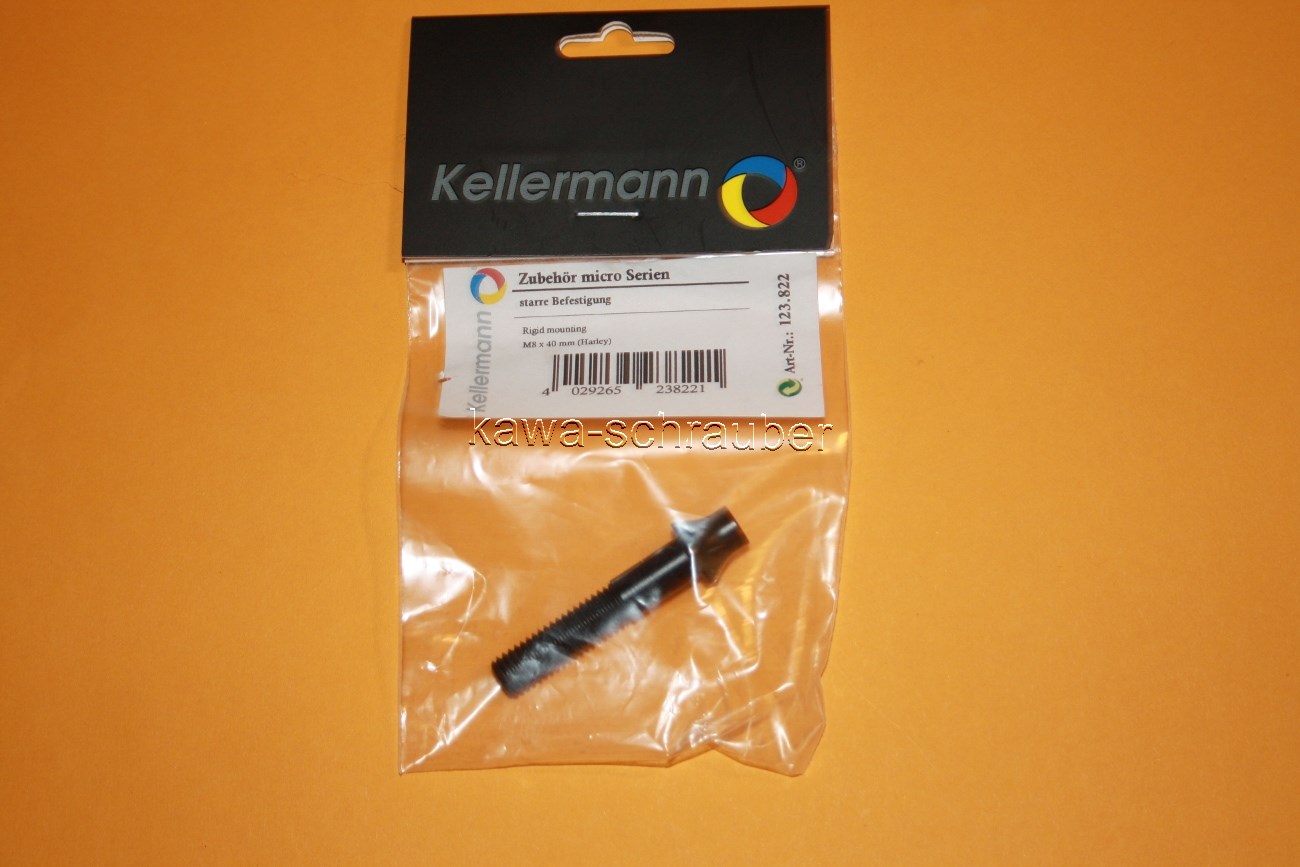 Kellermann ®
Zubehör micro Serien
starre Befestigung
Rigid mounting
M8 x 40 mm (Harley)
4 029265 238221
Kellermann
Art-Nr.: 123.822
kawa-schrauber